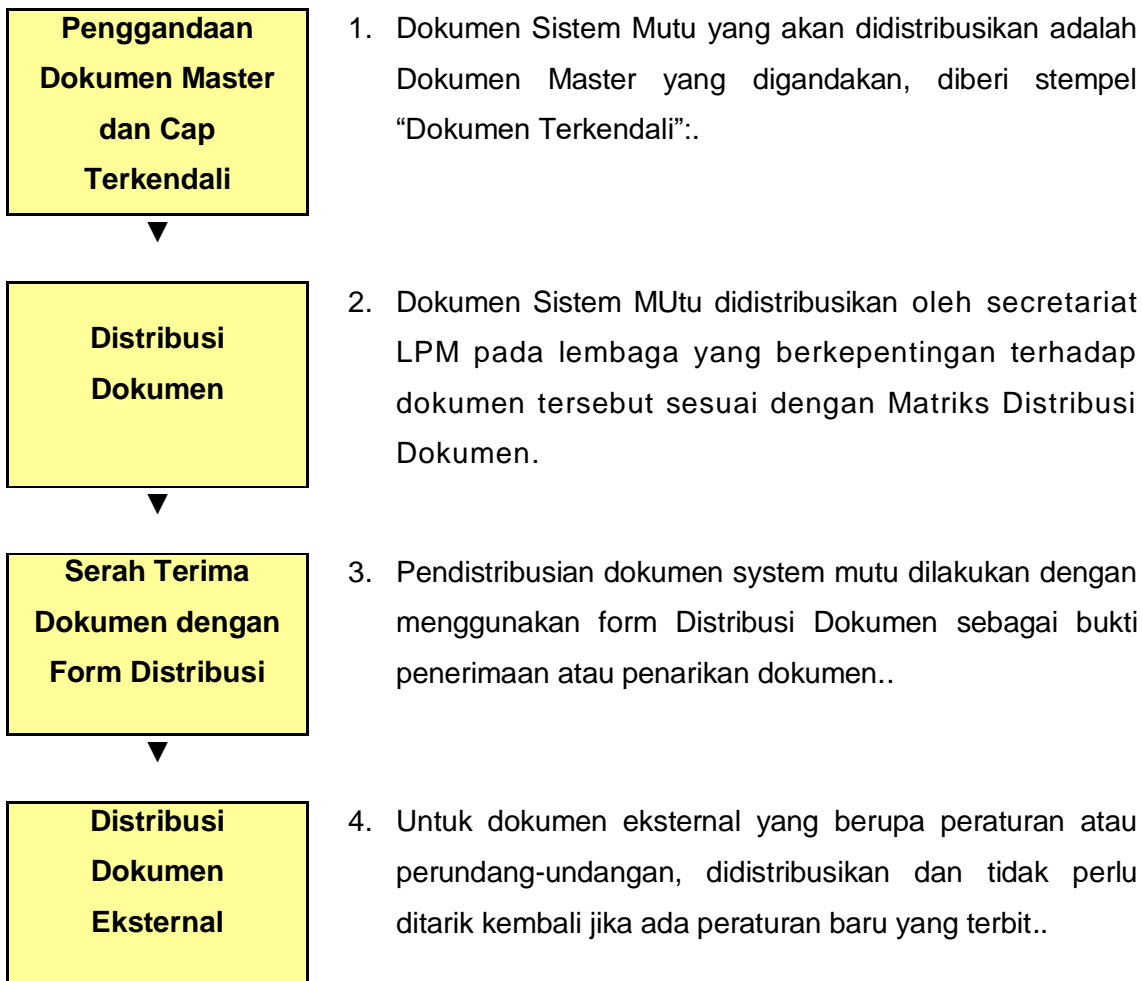 Penggandaan
Dokumen Master
dan Cap
Terkendali
▼
1. Dokumen Sistem Mutu yang akan didistribusikan adalah
Dokumen Master yang digandakan, diberi stempel
“Dokumen Terkendali”:.
Distribusi
Dokumen
▼
2. Dokumen Sistem MUtu didistribusikan oleh secretariat
LPM pada lembaga yang berkepentingan terhadap
dokumen tersebut sesuai dengan Matriks Distribusi
Dokumen.
Serah Terima
Dokumen dengan
Form Distribusi
▼
3. Pendistribusian dokumen system mutu dilakukan dengan
menggunakan form Distribusi Dokumen sebagai bukti
penerimaan atau penarikan dokumen..
Distribusi
Dokumen
Eksternal
4. Untuk dokumen eksternal yang berupa peraturan atau
perundang-undangan, didistribusikan dan tidak perlu
ditarik kembali jika ada peraturan baru yang terbit..